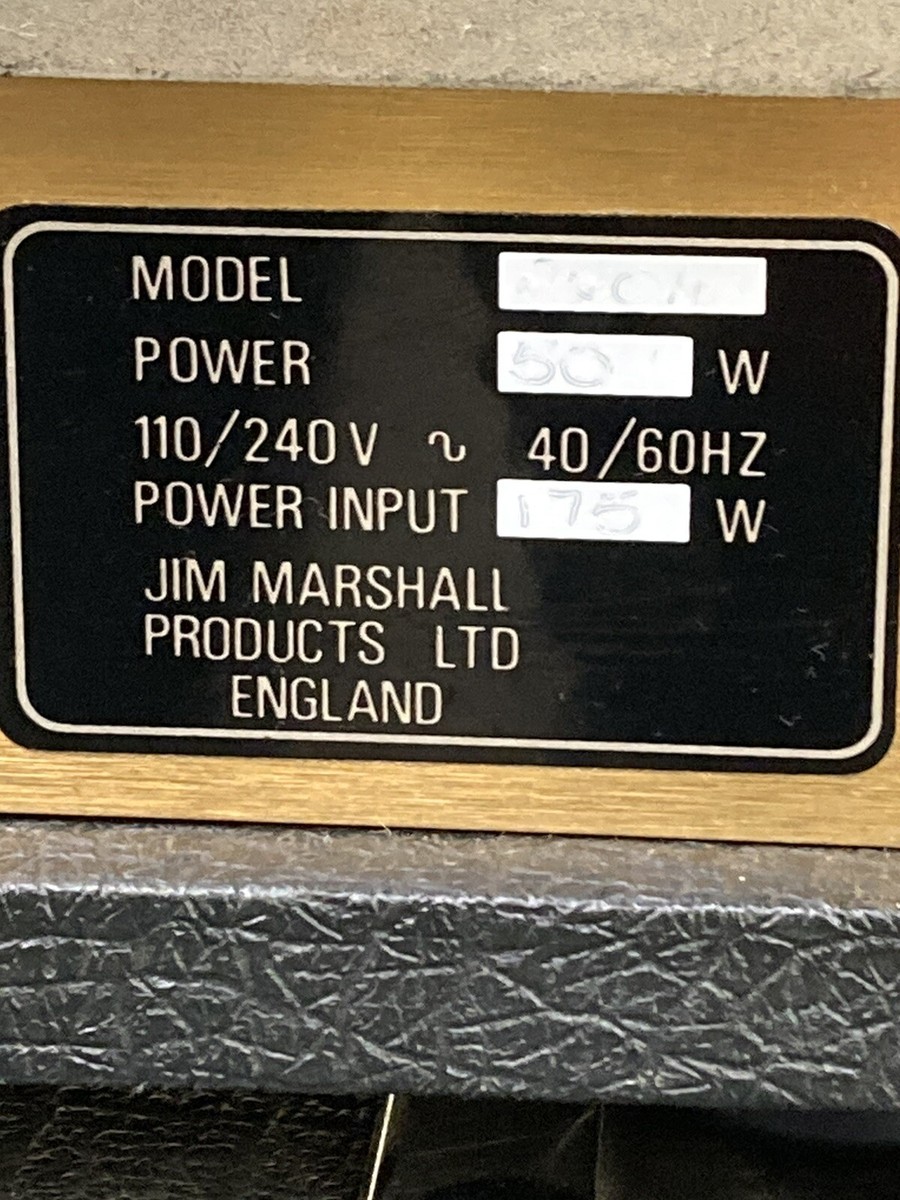 MODEL
POWER 50 W
110/240V ∿ 40/60HZ
POWER INPUT 175 W
JIM MARSHALL
PRODUCTS LTD
ENGLAND